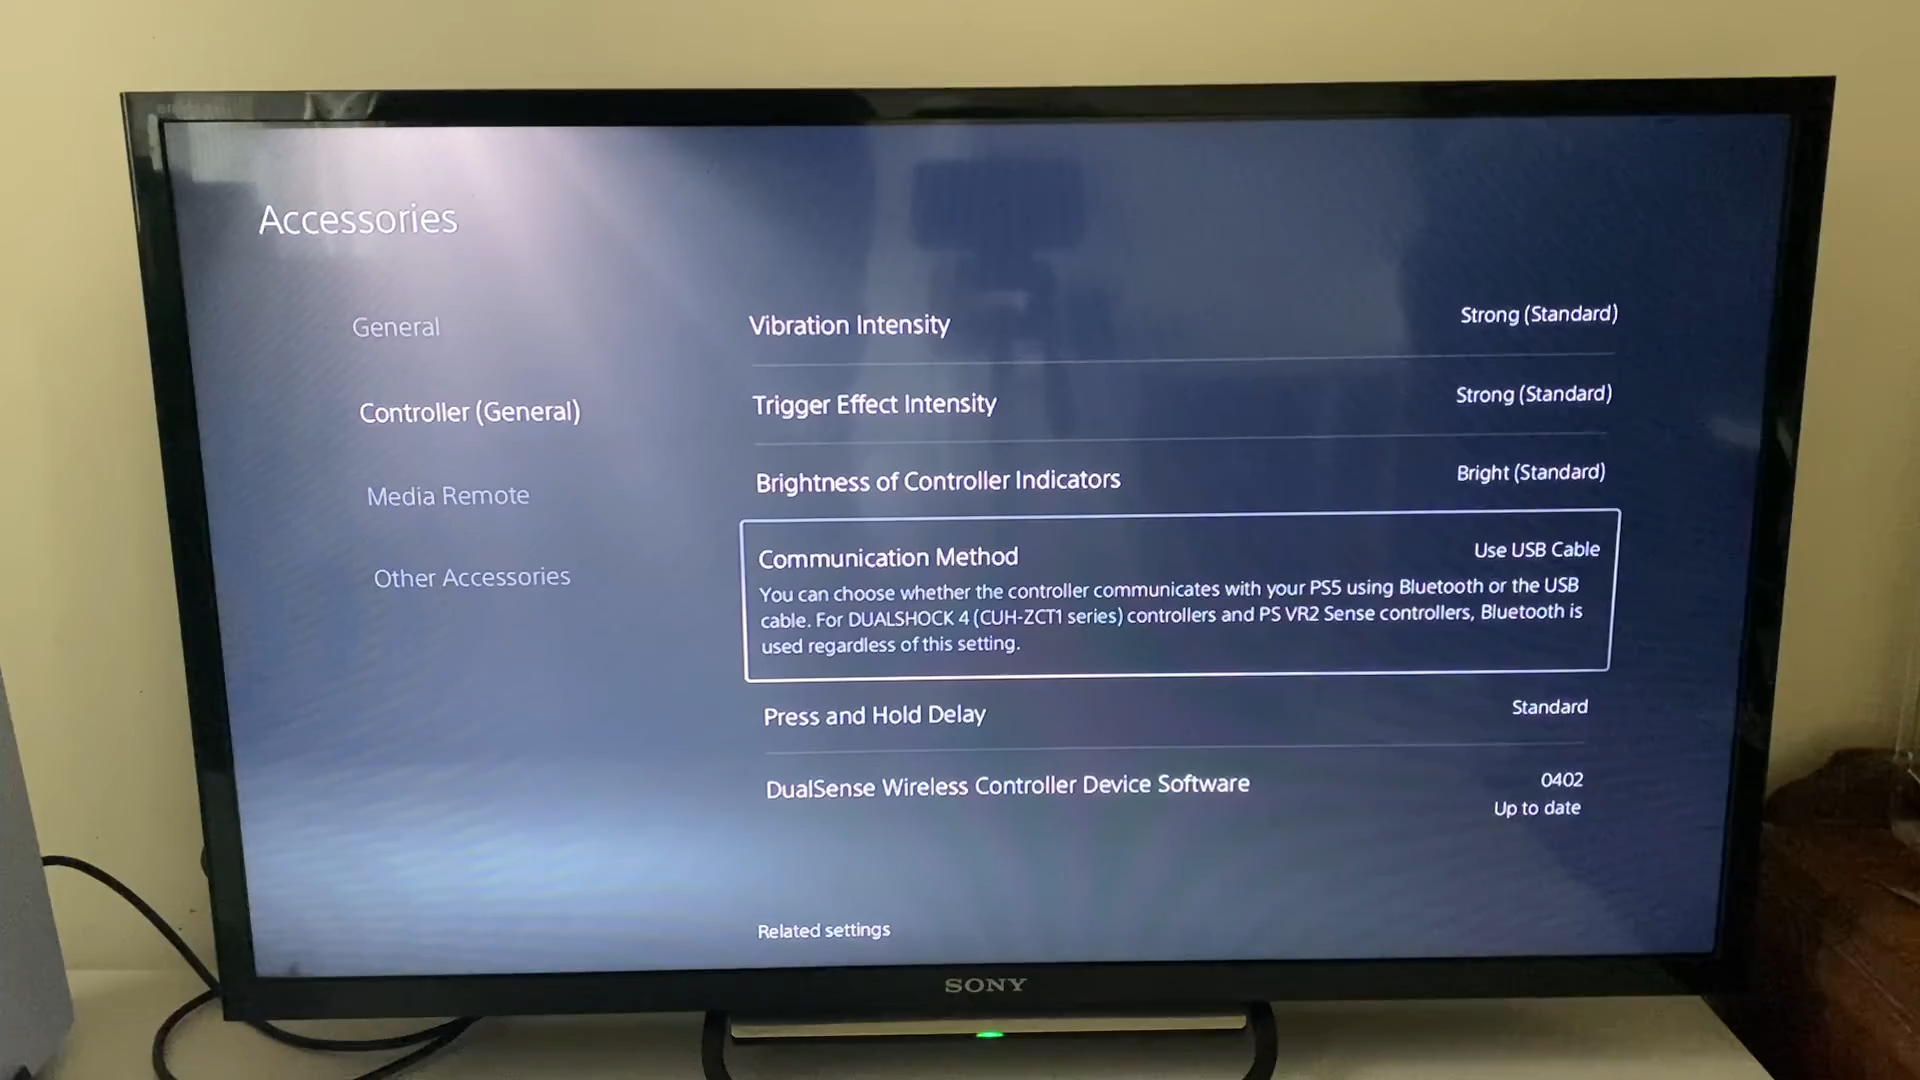 Accessories
General
Controller (General)
Media Remote
Other Accessories
Vibration Intensity
Strong (Standard)
Trigger Effect Intensity
Strong (Standard)
Brightness of Controller Indicators
Bright (Standard)
Communication Method
Use USB Cable
You can choose whether the controller communicates with your PS5 using Bluetooth or the USB
cable. For DUALSHOCK 4 (CUH-ZCT1 series) controllers and PS VR2 Sense controllers, Bluetooth is
used regardless of this setting.
Press and Hold Delay
Standard
DualSense Wireless Controller Device Software
0402
Up to date
Related settings
SONY